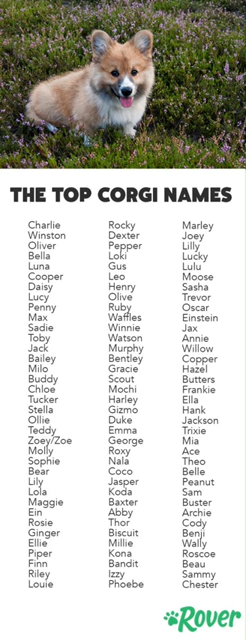 THE TOP CORGI NAMES
Charlie
Winston
Oliver
Bella
Luna
Cooper
Daisy
Lucy
Penny
Max
Sadie
Toby
Jack
Bailey
Milo
Buddy
Chloe
Tucker
Stella
Ollie
Teddy
Zoey/Zoe
Molly
Sophie
Bear
Lily
Lola
Maggie
Ein
Rosie
Ginger
Ellie
Piper
Finn
Riley
Louie
Rocky
Dexter
Pepper
Loki
Gus
Leo
Henry
Olive
Ruby
Waffles
Winnie
Watson
Murphy
Bentley
Gracie
Scout
Mochi
Harley
Gizmo
Duke
Emma
George
Roxy
Nala
Coco
Jasper
Koda
Baxter
Abby
Thor
Biscuit
Millie
Kona
Bandit
Izzy
Phoebe
Marley
Joey
Lilly
Lucky
Lulu
Moose
Sasha
Trevor
Oscar
Einstein
Jax
Annie
Willow
Copper
Hazel
Butters
Frankie
Ella
Hank
Jackson
Trixie
Mia
Ace
Theo
Belle
Peanut
Sam
Buster
Archie
Cody
Benji
Wally
Roscoe
Beau
Sammy
Chester
Rover